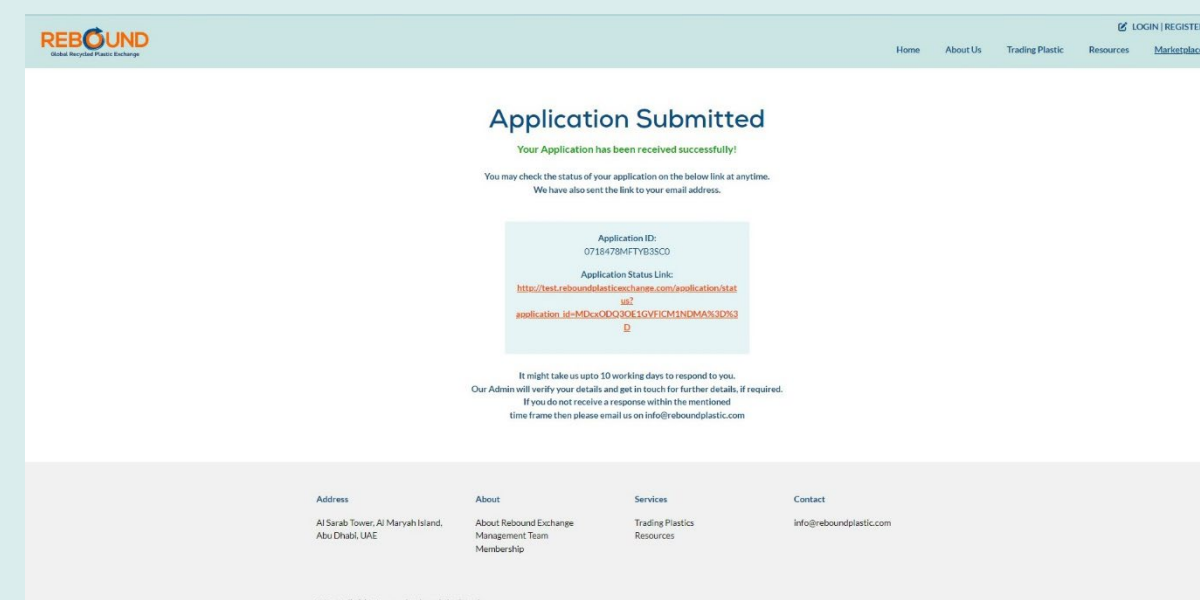 LOGIN | REGISTER
REBOUND
Global Recycled Plastic Exchange
Home About Us Trading Plastic Resources Marketplace
Application Submitted
Your Application has been received successfully!
You may check the status of your application on the below link at anytime.
We have also sent the link to your email address.
Application ID:
0718478MFTYB3SC0
Application Status Link:
http://test.reboundplasticexchange.com/application/stat
us?
application_id=MDcxODQ3OE1GVFlCM1NDMA%3D%3
D
It might take us upto 10 working days to respond to you.
Our Admin will verify your details and get in touch for further details, if required.
If you do not receive a response within the mentioned
time frame then please email us on info@reboundplastic.com
Address About Services Contact
Al Sarab Tower, Al Maryah Island, About Rebound Exchange Trading Plastics info@reboundplastic.com
Abu Dhabi, UAE Management Team Resources
Membership